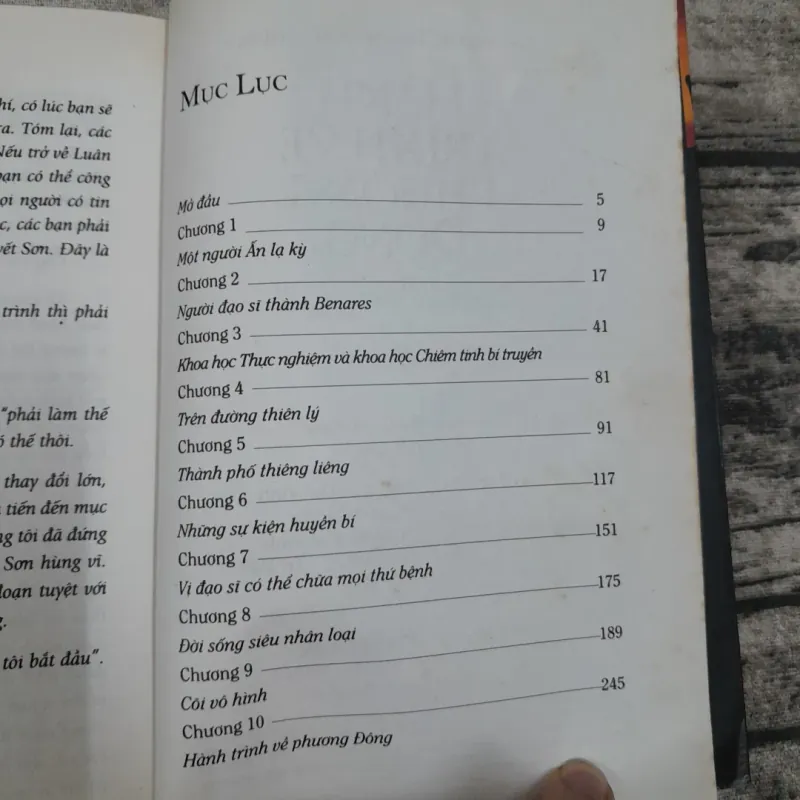 hí, có lúc bạn sẽ
ra. Tóm lại, các
Nếu trở về Luân
bạn có thể công
ọi người có tin
c, các bạn phải
yết Sơn. Đây là
trình thì phải
"phải làm thế
ó thế thôi.
thay đổi lớn,
tiến đến mục
ng tôi đã đứng
Sơn hùng vĩ.
đoạn tuyệt với
g.
tôi bắt đầu".
MỤC LỤC
Mở đầu 5
Chương 1 9
Một người Ấn lạ kỳ
Chương 2 17
Người đạo sĩ thành Benares
Chương 3 41
Khoa học Thực nghiệm và khoa học Chiêm tinh bí truyền
Chương 4 81
Trên đường thiên lý
Chương 5 91
Thành phố thiêng liêng
Chương 6 117
Những sự kiện huyền bí
Chương 7 151
Vị đạo sĩ có thể chữa mọi thứ bệnh
Chương 8 175
Đời sống siêu nhân loại
Chương 9 189
Cõi vô hình
Chương 10 245
Hành trình về phương Đông